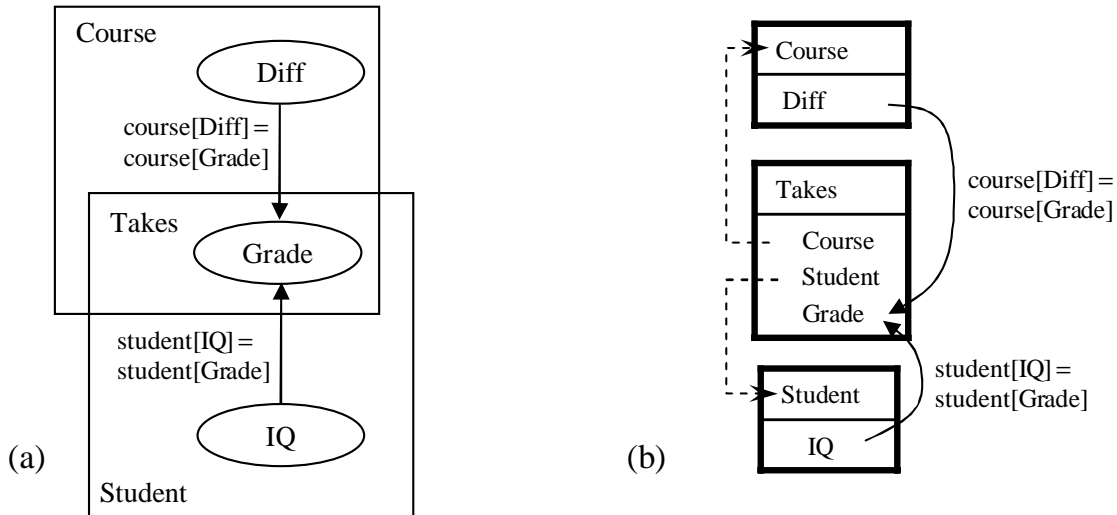 Course
Diff
course[Diff] =
course[Grade]
Takes
Grade
student[IQ] =
student[Grade]
IQ
(a)
Student
Course
Diff
Takes
course[Diff] =
course[Grade]
Course
Student
Grade
Student
student[IQ] =
student[Grade]
IQ
(b)